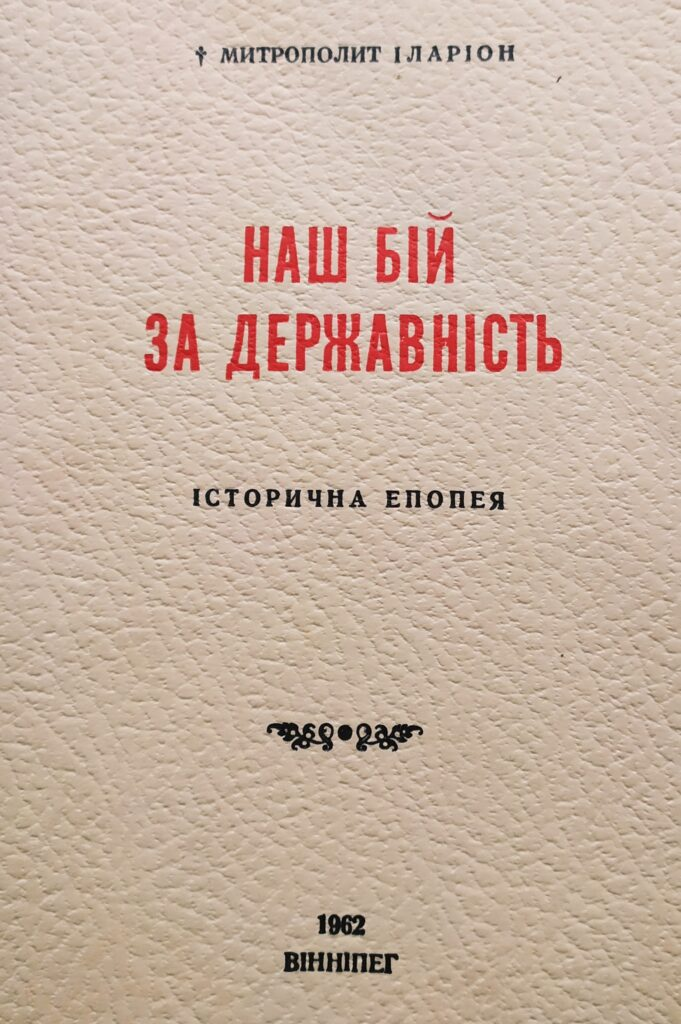 † МИТРОПОЛИТ ІЛАРІОН
НАШ БІЙ
ЗА ДЕРЖАВНІСТЬ
ІСТОРИЧНА ЕПОПЕЯ
1962
ВІННІПЕГ